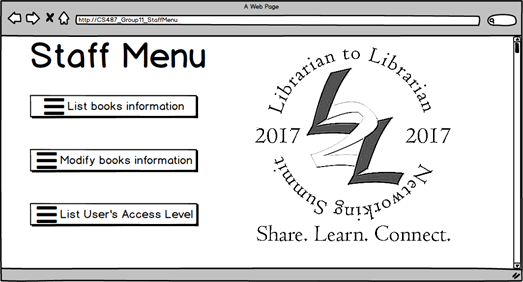 A Web Page
http://CS487_Group11_StaffMenu
Staff Menu
List books information
Modify books information
List User's Access Level
Librarian to Librarian
2017
L2L
2017
Networking Summit
Share. Learn. Connect.